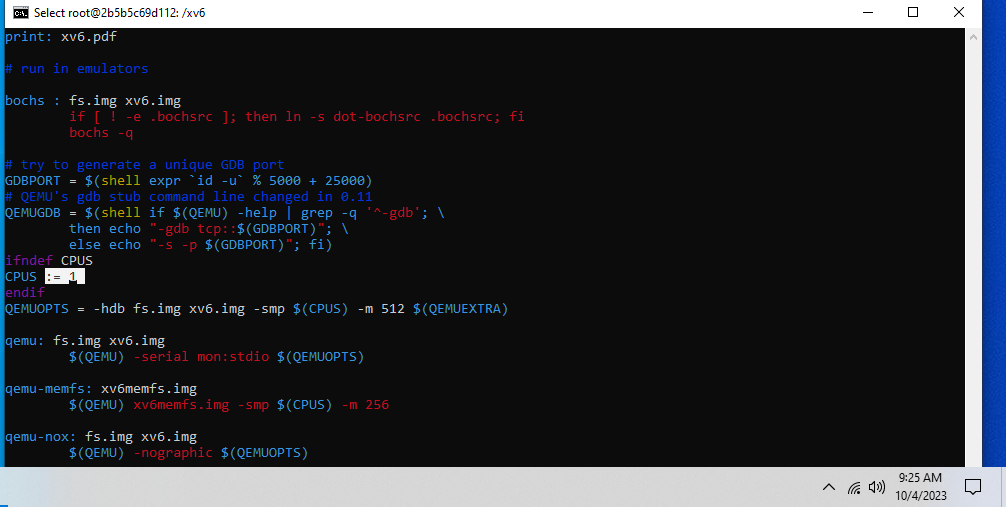 Select root@2b5b5c69d112: /xv6
print: xv6.pdf
# run in emulators
bochs : fs.img xv6.img
if [ ! -e .bochsrc ]; then ln -s dot-bochsrc .bochsrc; fi
bochs -q
# try to generate a unique GDB port
GDBPORT = $(shell expr `id -u` % 5000 + 25000)
# QEMU's gdb stub command line changed in 0.11
QEMUGDB = $(shell if $(QEMU) -help | grep -q '^-gdb'; \
then echo "-gdb tcp::$(GDBPORT)"; \
else echo "-s -p $(GDBPORT)"; fi)
ifndef CPUS
CPUS := 1
endif
QEMUOPTS = -hdb fs.img xv6.img -smp $(CPUS) -m 512 $(QEMUEXTRA)
qemu: fs.img xv6.img
$(QEMU) -serial mon:stdio $(QEMUOPTS)
qemu-memfs: xv6memfs.img
$(QEMU) xv6memfs.img -smp $(CPUS) -m 256
qemu-nox: fs.img xv6.img
$(QEMU) -nographic $(QEMUOPTS)
9:25 AM
10/4/2023